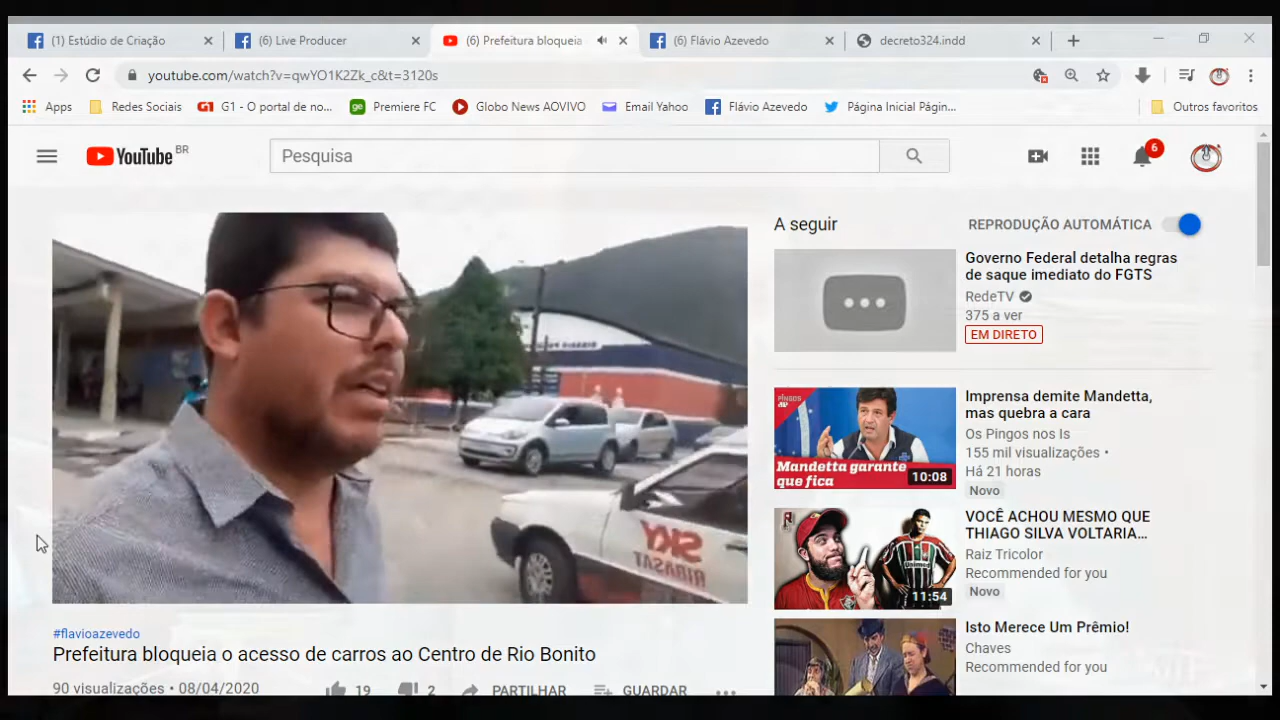 (1) Estúdio de Criação
(6) Live Producer
(6) Prefeitura bloqueia
(6) Flávio Azevedo
decreto324.indd
youtube.com/watch?v=qwYO1K2Zk_c&t=3120s
Apps
Redes Sociais
G1 - O portal de no...
Premiere FC
Globo News AOVIVO
Email Yahoo
Flávio Azevedo
Página Inicial Págin...
Outros favoritos
YouTube BR
Pesquisa
6
SKY
RIBASAT
#flavioazevedo
Prefeitura bloqueia o acesso de carros ao Centro de Rio Bonito
90 visualizações • 08/04/2020
19
2
PARTILHAR
GUARDAR
A seguir
REPRODUÇÃO AUTOMÁTICA
Governo Federal detalha regras
de saque imediato do FGTS
RedeTV
375 a ver
EM DIRETO
PINGOS
Mandetta garante
que fica
10:08
Imprensa demite Mandetta,
mas quebra a cara
Os Pingos nos Is
155 mil visualizações •
Há 21 horas
Novo
Unimed
11:54
VOCÊ ACHOU MESMO QUE
THIAGO SILVA VOLTARIA...
Raiz Tricolor
Recommended for you
Novo
Isto Merece Um Prêmio!
Chaves
Recommended for you